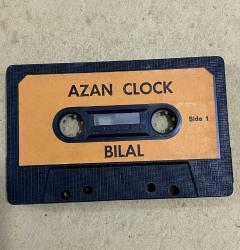 AZAN CLOCK
Side 1
BILAL